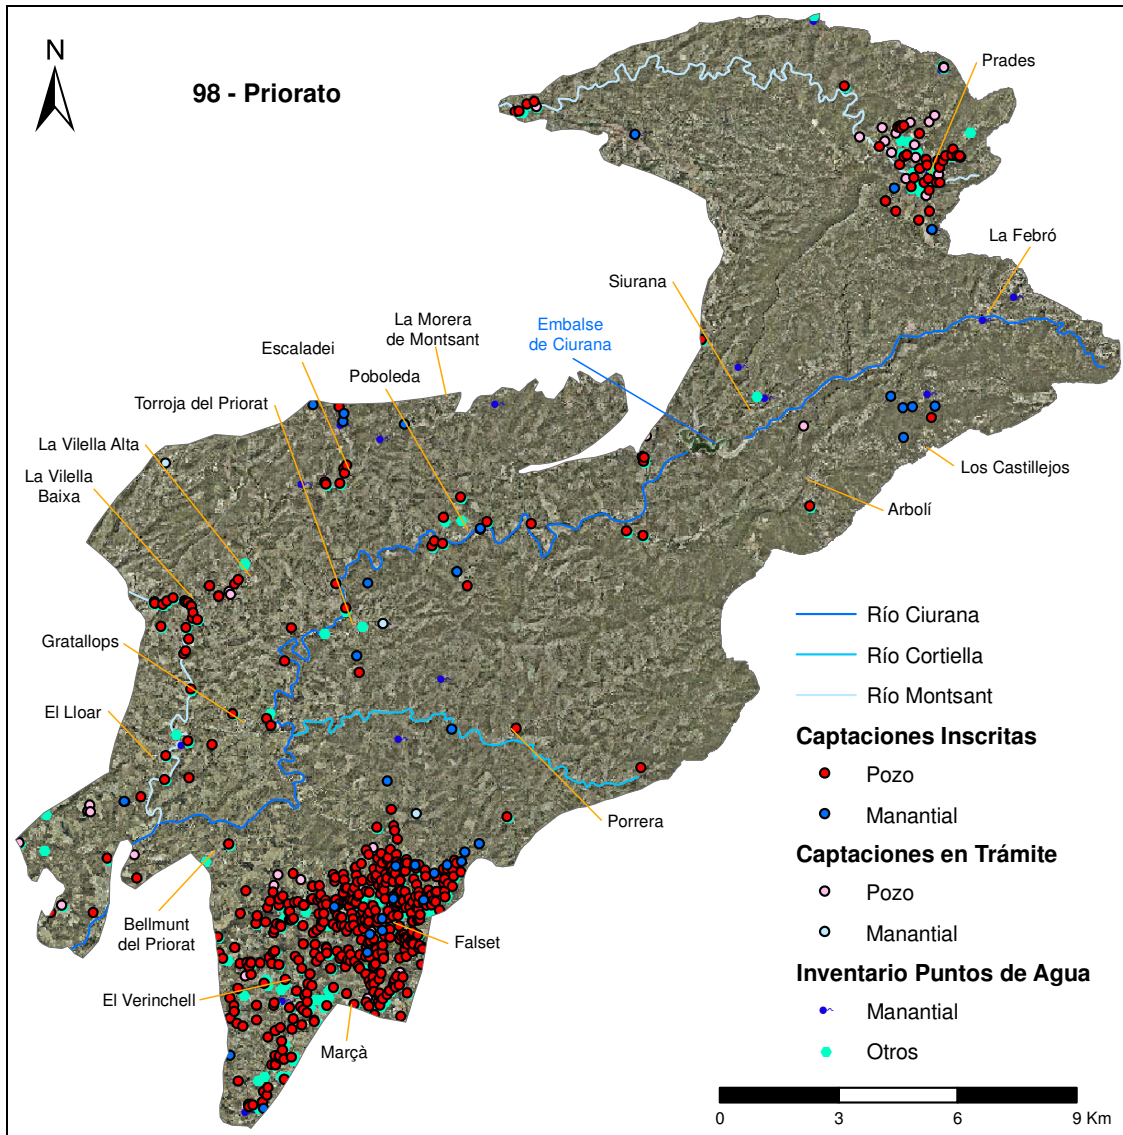 N
98 - Priorato
Prades
La Febró
Siurana
La Morera
de Montsant
Embalse
de Ciurana
Escaladei
Poboleda
Torroja del Priorat
La Vilella Alta
La Vilella
Baixa
Los Castillejos
Arbolí
Gratallops
El Lloar
Porrera
Bellmunt
del Priorat
Falset
El Verinchell
Marçà
Río Ciurana
Río Cortiella
Río Montsant
Captaciones Inscritas
Pozo
Manantial
Captaciones en Trámite
Pozo
Manantial
Inventario Puntos de Agua
Manantial
Otros
0 3 6 9 Km